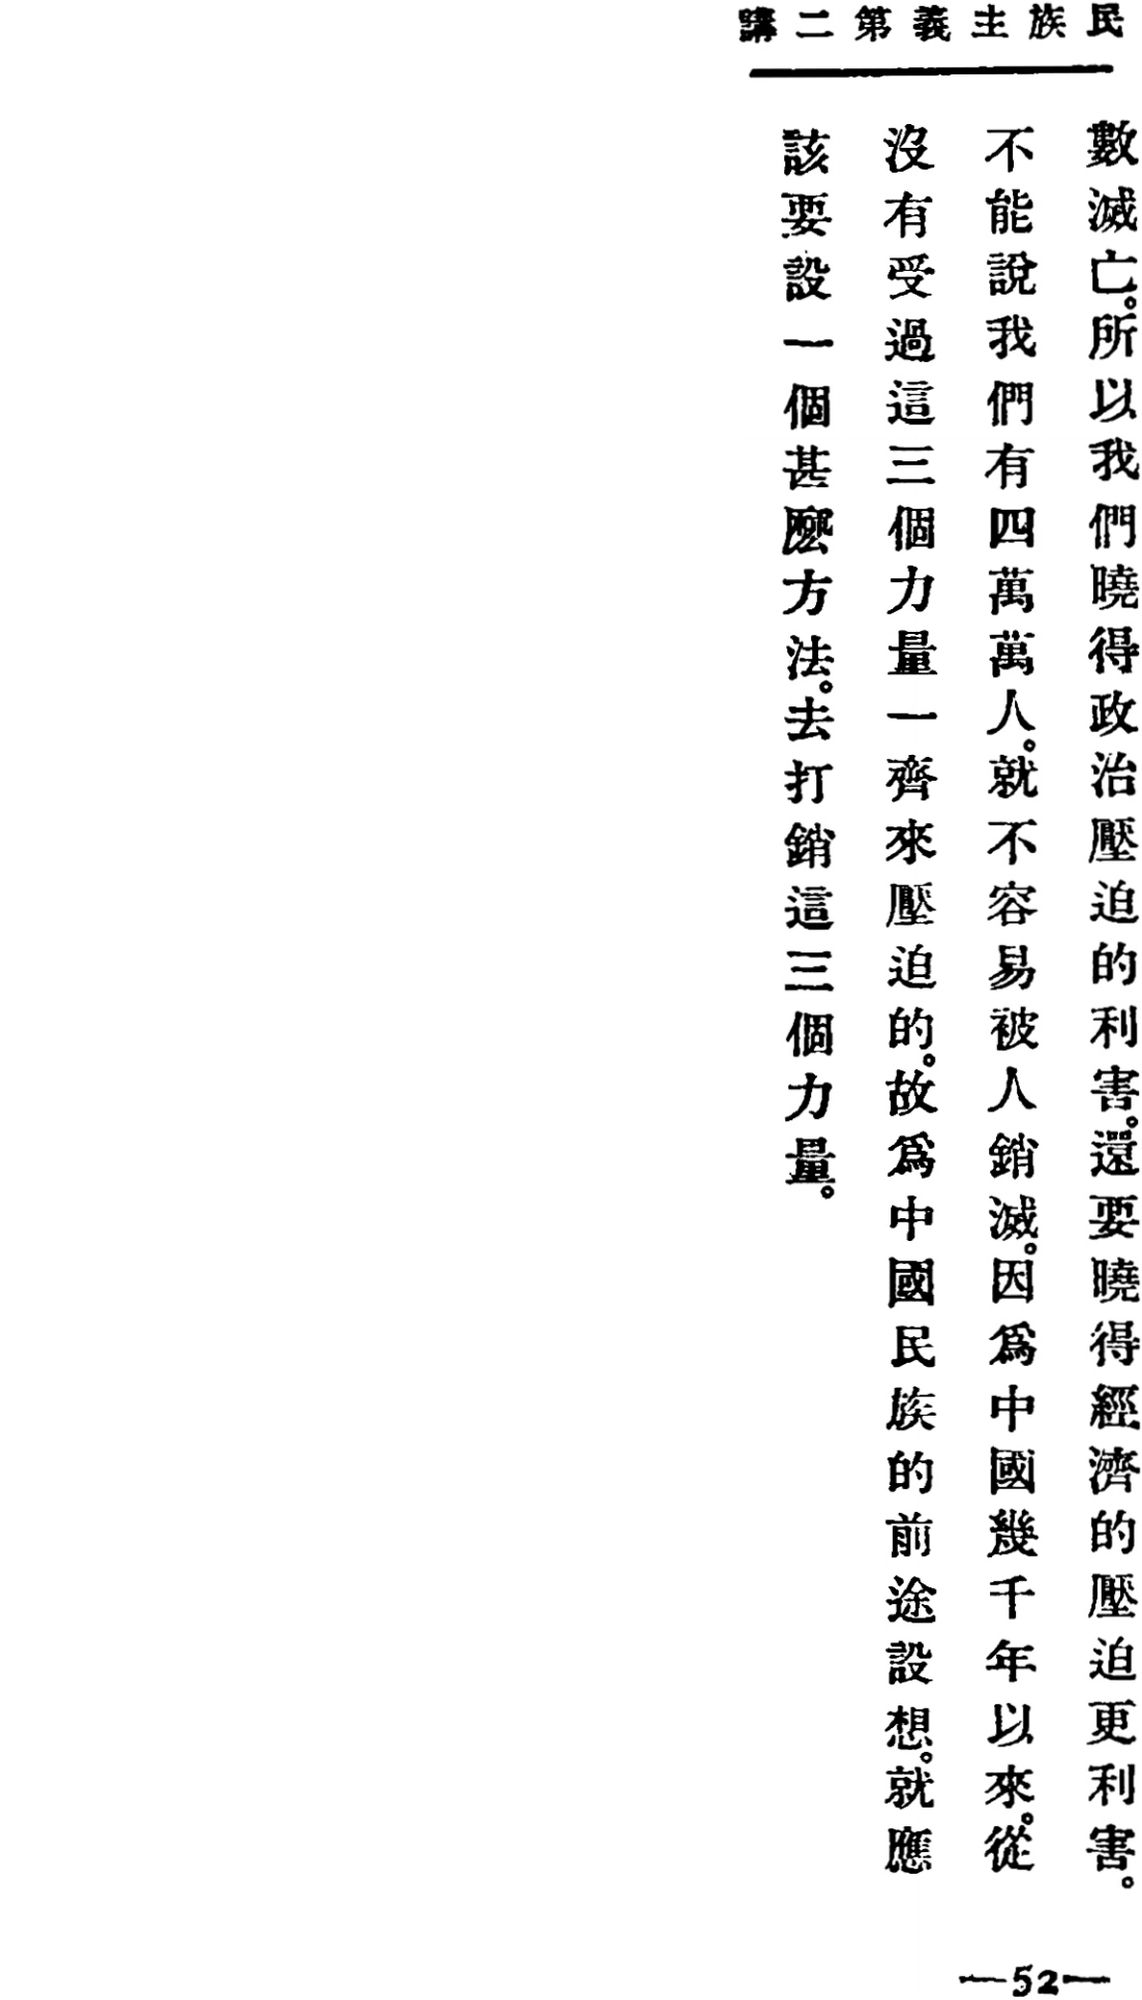 民族主義第二講
數滅亡。所以我們曉得政治壓迫的利害。還要曉得經濟的壓迫更利害。
不能說我們有四萬萬人。就不容易被人銷滅。因爲中國幾千年以來。從
沒有受過這三個力量一齊來壓迫的。故爲中國民族的前途設想。就應
該要設一個甚麼方法。去打銷這三個力量。
—52—